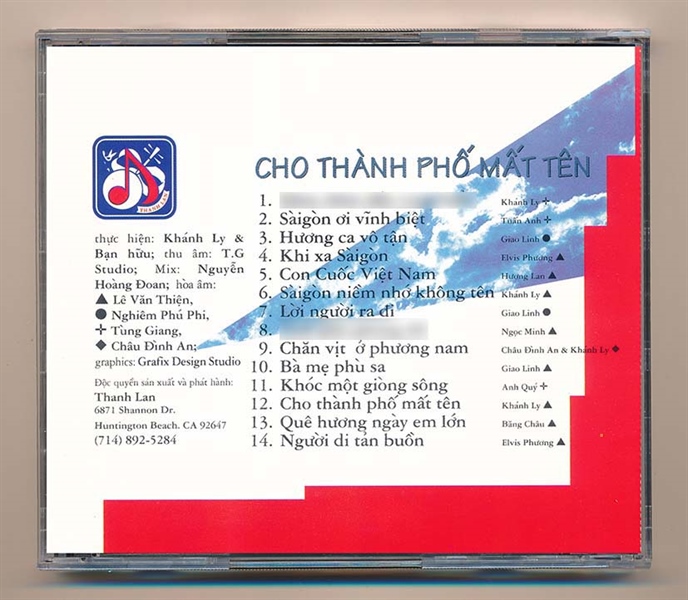 THANH LAN
CHO THÀNH PHỐ MẤT TÊN
thực hiện: Khánh Ly &
Bạn hữu; thu âm: T.G
Studio; Mix: Nguyễn
Hoàng Đoan; hòa âm:
▲ Lê Văn Thiện,
● Nghiêm Phú Phi,
✛ Tùng Giang,
◆ Châu Đình An;
graphics: Grafix Design Studio
Độc quyền sản xuất và phát hành:
Thanh Lan
6871 Shannon Dr.
Huntington Beach. CA 92647
(714) 892-5284
1. Khánh Ly ✛
2. Sàigòn ơi vĩnh biệt Tuấn Anh ✛
3. Hương ca vô tận Giao Linh ●
4. Khi xa Sàigòn Elvis Phương ▲
5. Con Cuốc Việt Nam Hương Lan ▲
6. Sàigòn niềm nhớ không tên Khánh Ly ▲
7. Lời người ra đi Giao Linh ●
8. Ngọc Minh ▲
9. Chăn vịt ở phương nam Châu Đình An & Khánh Ly ◆
10. Bà mẹ phù sa Giao Linh ▲
11. Khóc một giòng sông Anh Quý ✛
12. Cho thành phố mất tên Khánh Ly ▲
13. Quê hương ngày em lớn Băng Châu ▲
14. Người di tản buồn Elvis Phương ▲